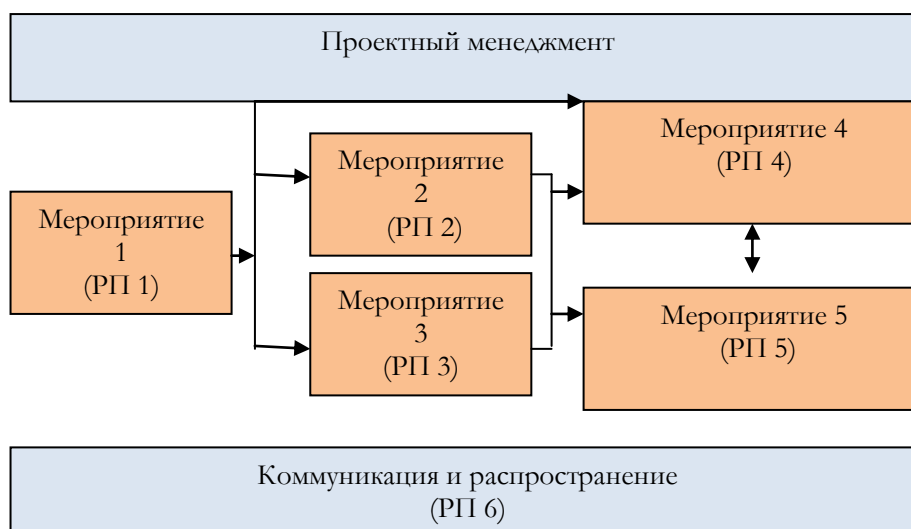 Проектный менеджмент
Мероприятие 4
(РП 4)
Мероприятие
2
(РП 2)
Мероприятие
1
(РП 1)
Мероприятие
3
(РП 3)
Мероприятие 5
(РП 5)
Коммуникация и распространение
(РП 6)